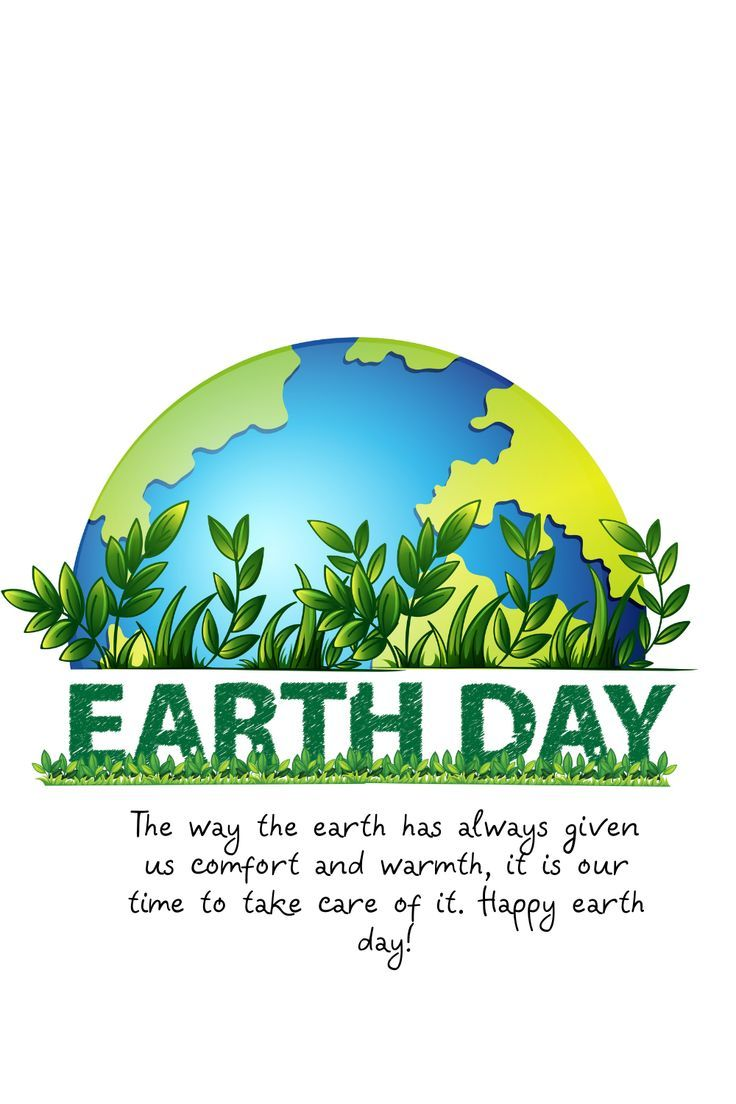 EARTH DAY
The way the earth has always given
us comfort and warmth, it is our
time to take care of it. Happy earth
day!